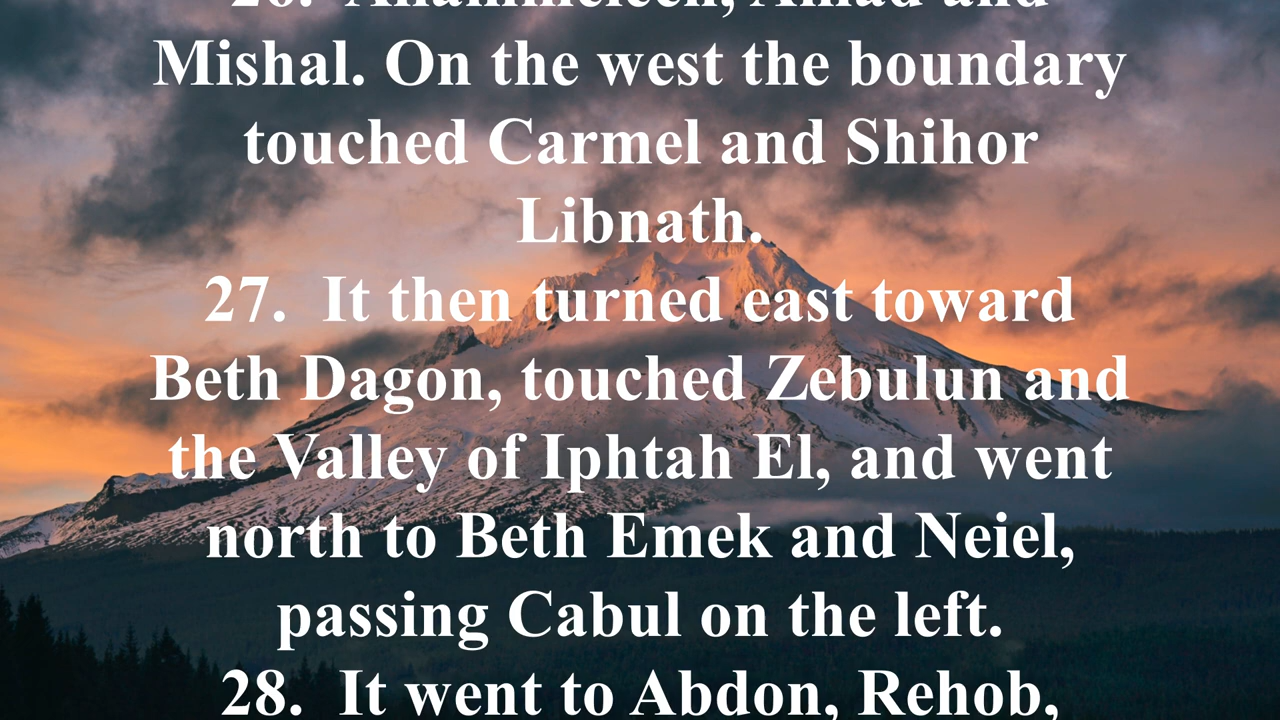 Amad and
Mishal. On the west the boundary
touched Carmel and Shihor
Libnath.
27. It then turned east toward
Beth Dagon, touched Zebulun and
the Valley of Iphtah El, and went
north to Beth Emek and Neiel,
passing Cabul on the left.
28. It went to Abdon, Rehob,